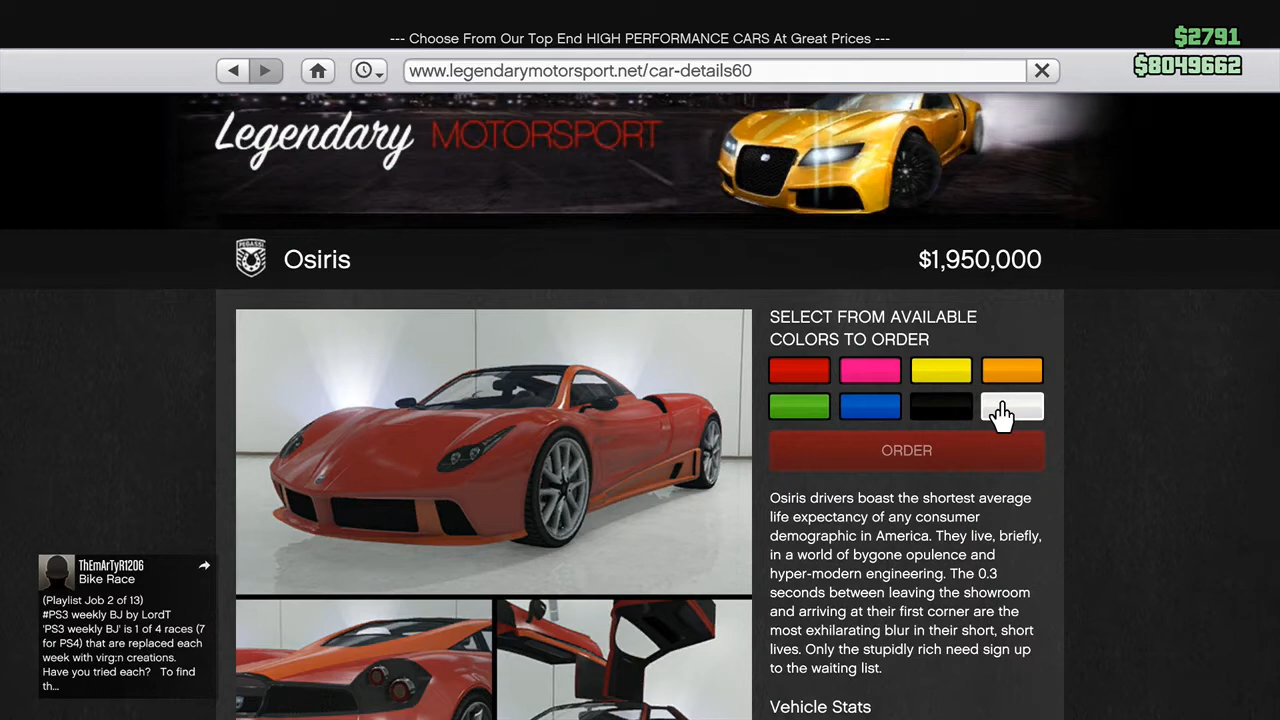 --- Choose From Our Top End HIGH PERFORMANCE CARS At Great Prices ---
$2791
$8049662
www.legendarymotorsport.net/car-details60
Legendary MOTORSPORT
PEGASSI
Osiris
$1,950,000
SELECT FROM AVAILABLE
COLORS TO ORDER
ORDER
Osiris drivers boast the shortest average
life expectancy of any consumer
demographic in America. They live, briefly,
in a world of bygone opulence and
hyper-modern engineering. The 0.3
seconds between leaving the showroom
and arriving at their first corner are the
most exhilarating blur in their short, short
lives. Only the stupidly rich need sign up
to the waiting list.
Vehicle Stats
ThEmArTyR1206
Bike Race
(Playlist Job 2 of 13)
#PS3 weekly BJ by LordT
'PS3 weekly BJ' is 1 of 4 races (7
for PS4) that are replaced each
week with virg:n creations.
Have you tried each? To find
th...